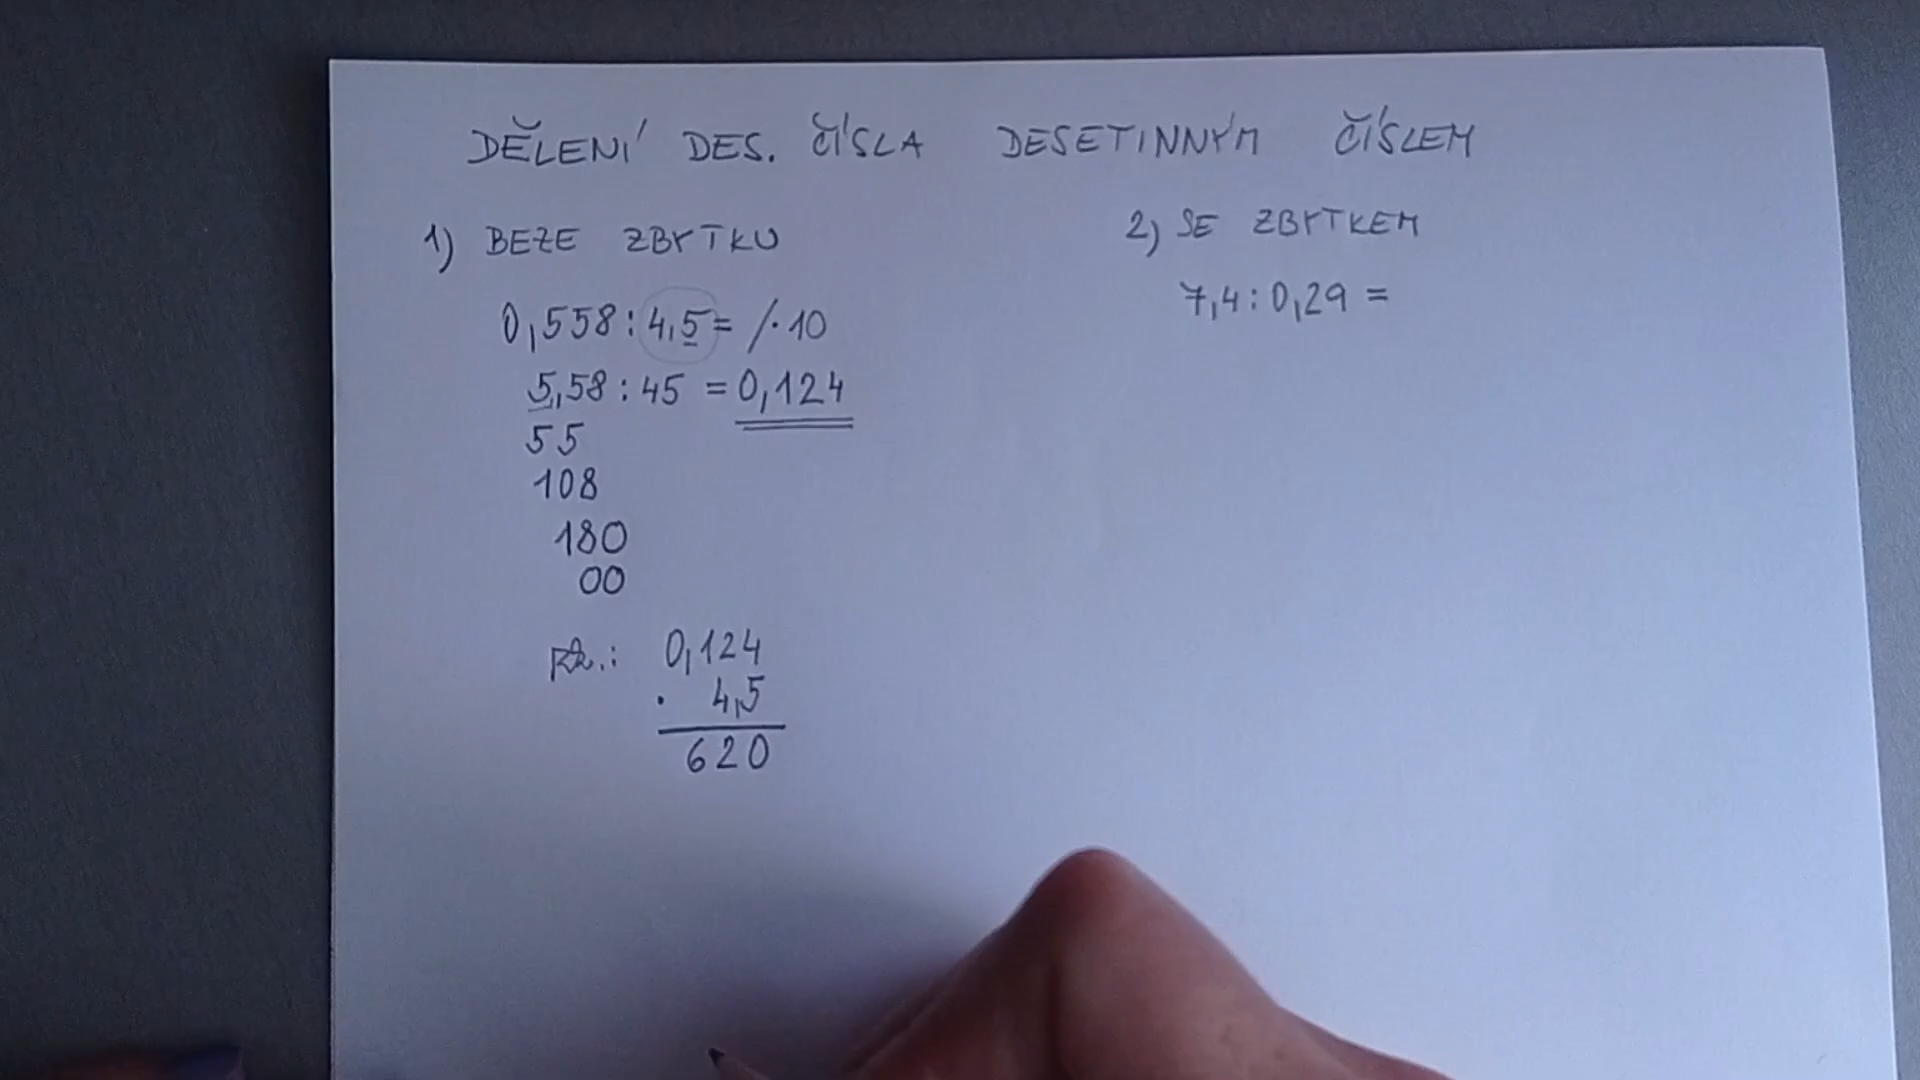 DĚLENÍ DES. ČÍSLA DESETINNÝM ČÍSLEM
1) BEZE ZBYTKU
0,558 : 4,5 = /·10
5,58 : 45 = 0,124
55
108
180
00
Zk.: 0,124
· 4,5
620
2) SE ZBYTKEM
7,4 : 0,29 =